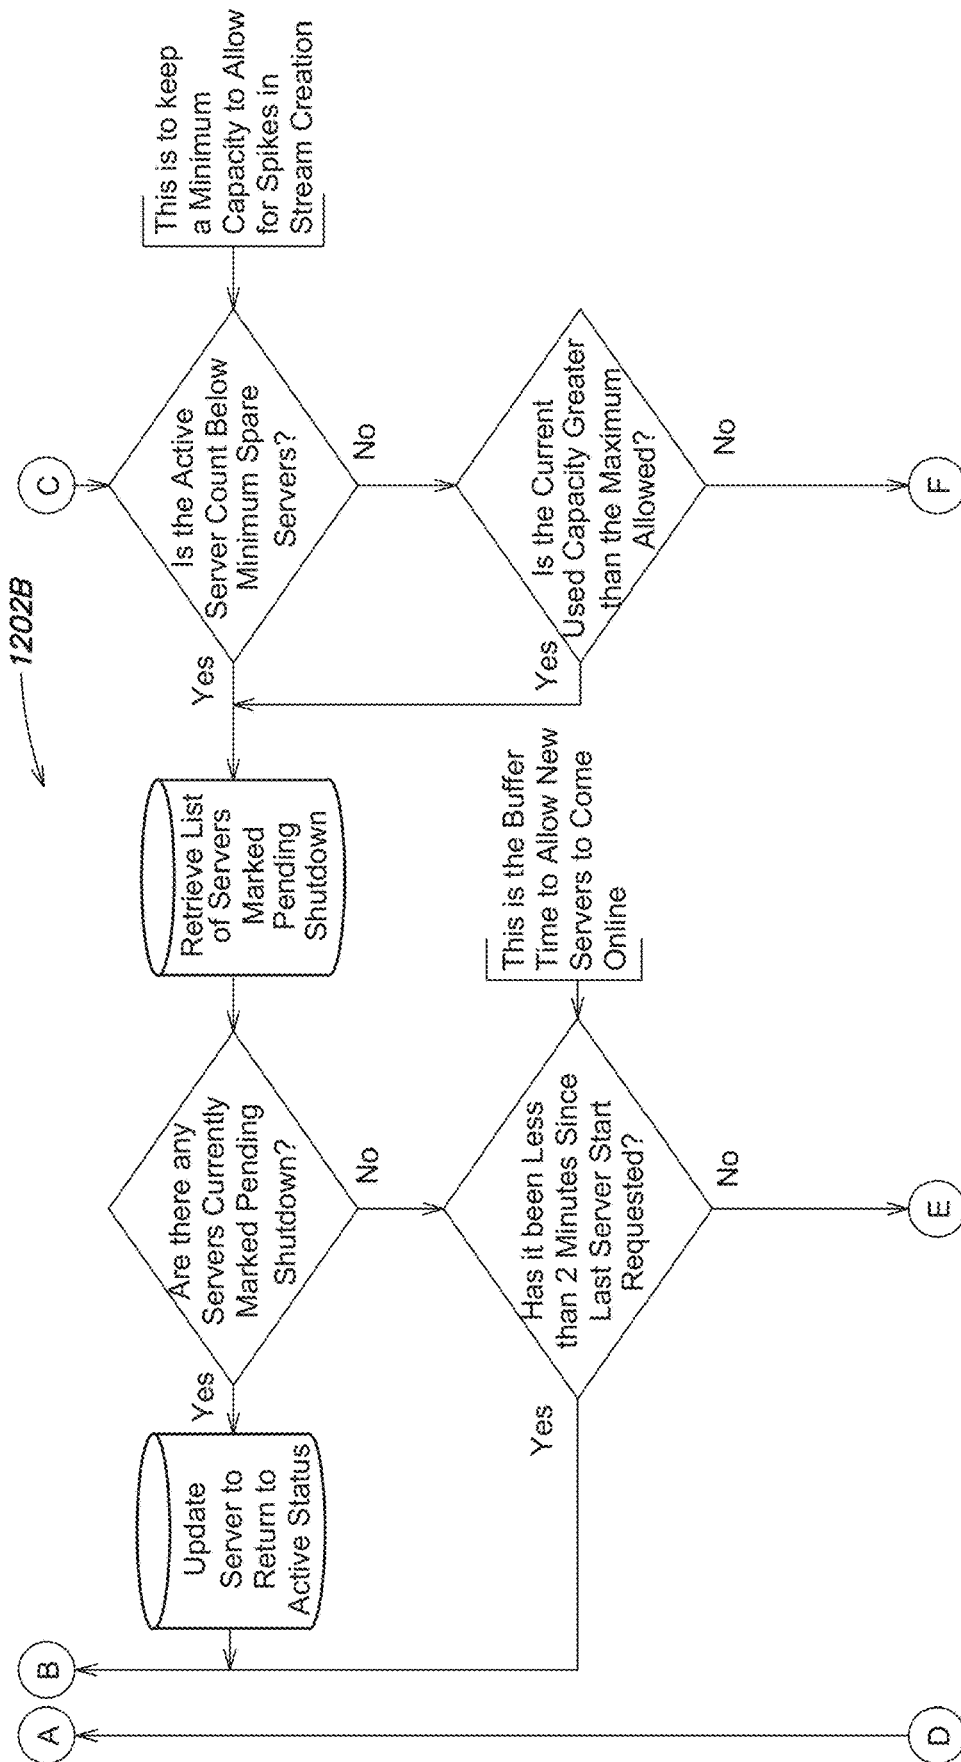 1202B
A
B
C
Update
Server to
Return to
Active Status
Yes
Are there any
Servers Currently
Marked Pending
Shutdown?
No
Retrieve List
of Servers
Marked
Pending
Shutdown
Yes
Is the Active
Server Count Below
Minimum Spare
Servers?
No
This is to keep
a Minimum
Capacity to Allow
for Spikes in
Stream Creation
Yes
Has it been Less
than 2 Minutes Since
Last Server Start
Requested?
No
This is the Buffer
Time to Allow New
Servers to Come
Online
Yes
Is the Current
Used Capacity Greater
than the Maximum
Allowed?
No
D
E
F